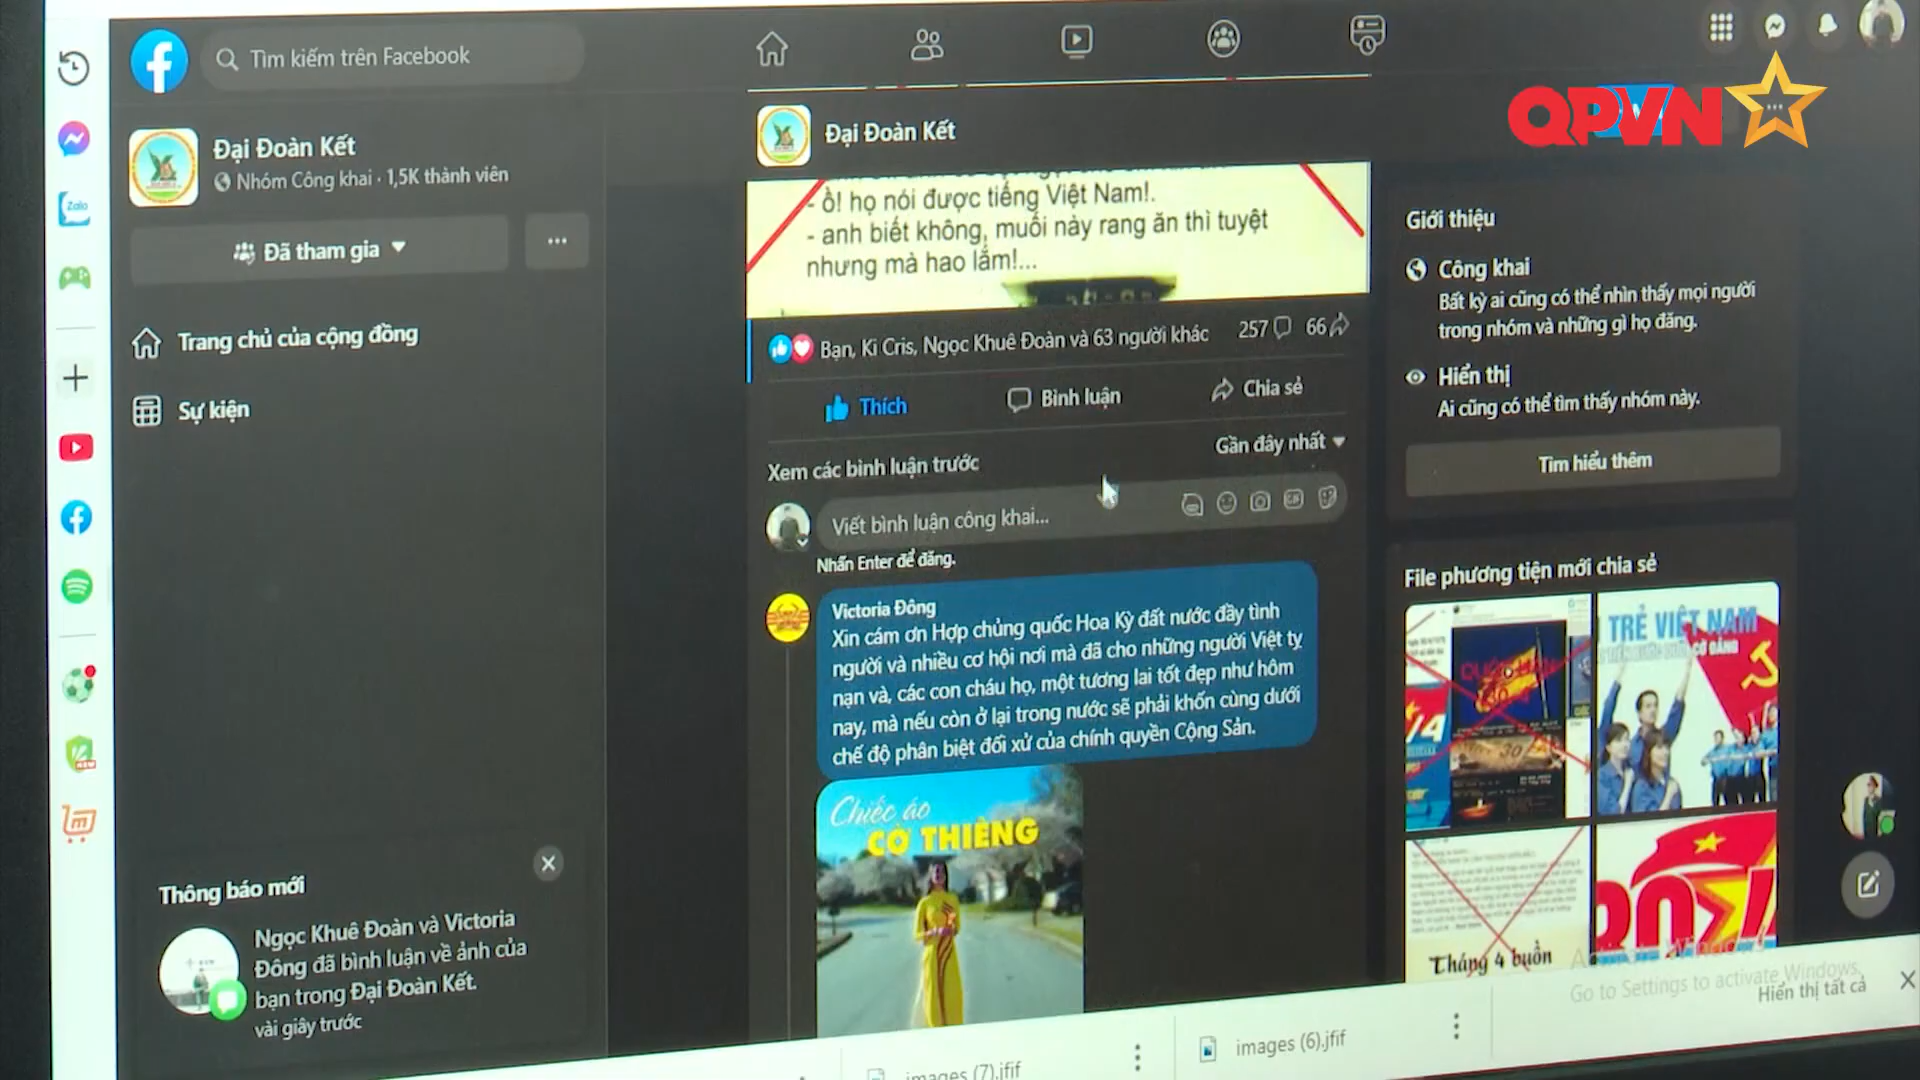 Tìm kiếm trên Facebook
QPVN
Zalo
Đại Đoàn Kết
Nhóm Công khai · 1,5K thành viên
Đã tham gia
Trang chủ của cộng đồng
Sự kiện
Đại Đoàn Kết
- ồ! họ nói được tiếng Việt Nam!.
- anh biết không, muỗi này rang ăn thì tuyệt
nhưng mà hao lắm!...
Bạn, Ki Cris, Ngọc Khuê Đoàn và 63 người khác
257
66
Thích
Bình luận
Chia sẻ
Gần đây nhất
Xem các bình luận trước
Viết bình luận công khai...
Nhấn Enter để đăng.
Victoria Đông
Xin cám ơn Hợp chủng quốc Hoa Kỳ đất nước đầy tình
người và nhiều cơ hội nơi mà đã cho những người Việt tỵ
nạn và, các con cháu họ, một tương lai tốt đẹp như hôm
nay, mà nếu còn ở lại trong nước sẽ phải khốn cùng dưới
chế độ phân biệt đối xử của chính quyền Cộng Sản.
Chiếc áo
CỜ THIÊNG
Giới thiệu
Công khai
Bất kỳ ai cũng có thể nhìn thấy mọi người
trong nhóm và những gì họ đăng.
Hiển thị
Ai cũng có thể tìm thấy nhóm này.
Tìm hiểu thêm
File phương tiện mới chia sẻ
TRẺ VIỆT NAM
Tháng 4 buồn
Thông báo mới
Ngọc Khuê Đoàn và Victoria
Đông đã bình luận về ảnh của
bạn trong Đại Đoàn Kết.
vài giây trước
Activate Windows
Go to Settings to activate Windows.
Hiển thị tất cả
images (7).jfif
images (6).jfif